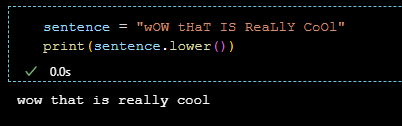 sentence = "wOW tHaT IS ReaLlY CoOl"
print(sentence.lower())
✓ 0.0s
wow that is really cool